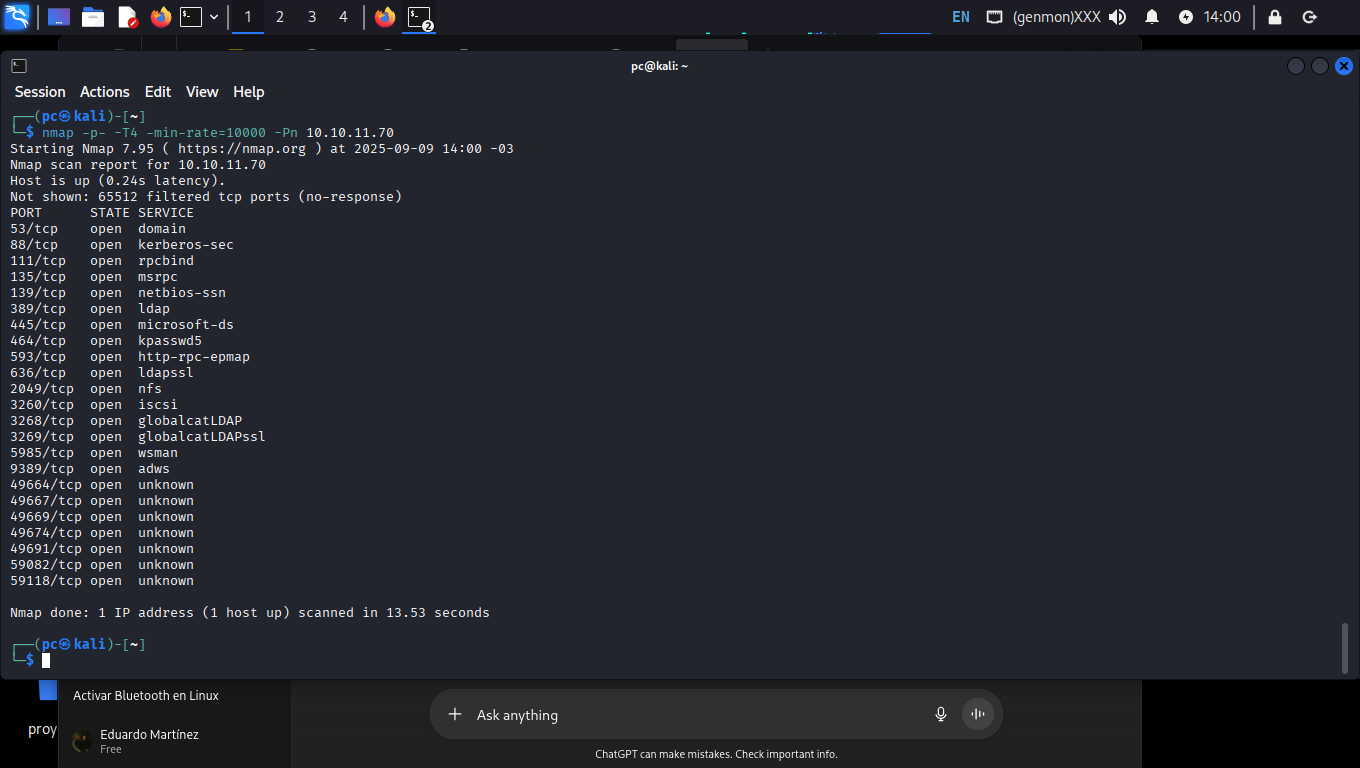 1 2 3 4 EN (genmon)XXX 14:00
2
pc@kali: ~
Session Actions Edit View Help
┌──(pc㉿kali)-[~]
└─$ nmap -p- -T4 -min-rate=10000 -Pn 10.10.11.70
Starting Nmap 7.95 ( https://nmap.org ) at 2025-09-09 14:00 -03
Nmap scan report for 10.10.11.70
Host is up (0.24s latency).
Not shown: 65512 filtered tcp ports (no-response)
PORT      STATE SERVICE
53/tcp    open  domain
88/tcp    open  kerberos-sec
111/tcp   open  rpcbind
135/tcp   open  msrpc
139/tcp   open  netbios-ssn
389/tcp   open  ldap
445/tcp   open  microsoft-ds
464/tcp   open  kpasswd5
593/tcp   open  http-rpc-epmap
636/tcp   open  ldapssl
2049/tcp  open  nfs
3260/tcp  open  iscsi
3268/tcp  open  globalcatLDAP
3269/tcp  open  globalcatLDAPssl
5985/tcp  open  wsman
9389/tcp  open  adws
49664/tcp open  unknown
49667/tcp open  unknown
49669/tcp open  unknown
49674/tcp open  unknown
49691/tcp open  unknown
59082/tcp open  unknown
59118/tcp open  unknown
Nmap done: 1 IP address (1 host up) scanned in 13.53 seconds
┌──(pc㉿kali)-[~]
└─$
Activar Bluetooth en Linux
proy
Eduardo Martínez
Free
Ask anything
ChatGPT can make mistakes. Check important info.